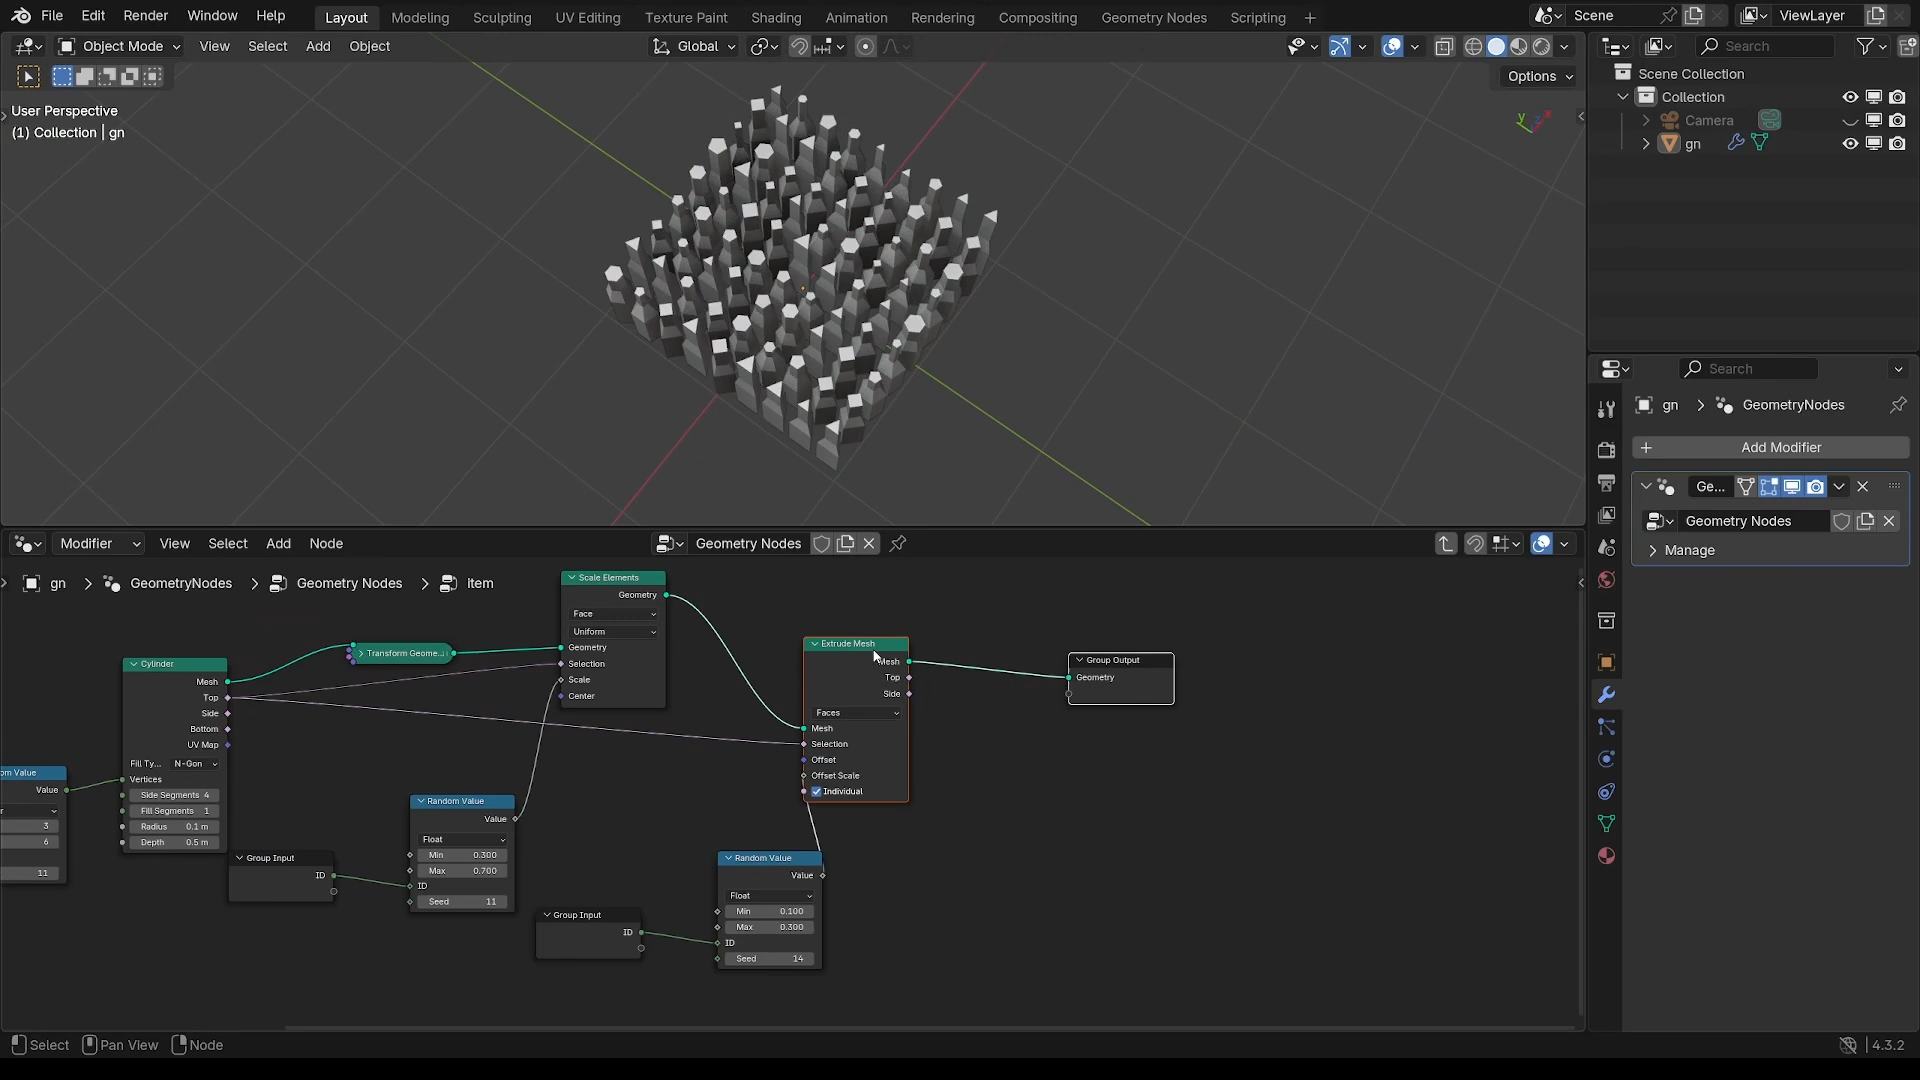 File Edit Render Window Help Layout Modeling Sculpting UV Editing Texture Paint Shading Animation Rendering Compositing Geometry Nodes Scripting + Scene ViewLayer
Object Mode View Select Add Object Global Search
Options
User Perspective
(1) Collection | gn
Scene Collection
Collection
Camera
gn
Search
gn > GeometryNodes
+ Add Modifier
Ge...
Geometry Nodes
Manage
Modifier View Select Add Node Geometry Nodes
gn > GeometryNodes > Geometry Nodes > Item
Scale Elements
Geometry
Face
Uniform
Geometry
Selection
Scale
Center
Transform Geome...
Cylinder
Mesh
Top
Side
Bottom
UV Map
Fill Ty... N-Gon
Vertices
Side Segments 4
Fill Segments 1
Radius 0.1 m
Depth 0.5 m
om Value
Value
r
3
6
11
Group Input
ID
Random Value
Value
Float
Min 0.300
Max 0.700
ID
Seed 11
Group Input
ID
Random Value
Value
Float
Min 0.100
Max 0.300
ID
Seed 14
Extrude Mesh
Mesh
Top
Side
Faces
Mesh
Selection
Offset
Offset Scale
Individual
Group Output
Geometry
Select Pan View Node 4.3.2